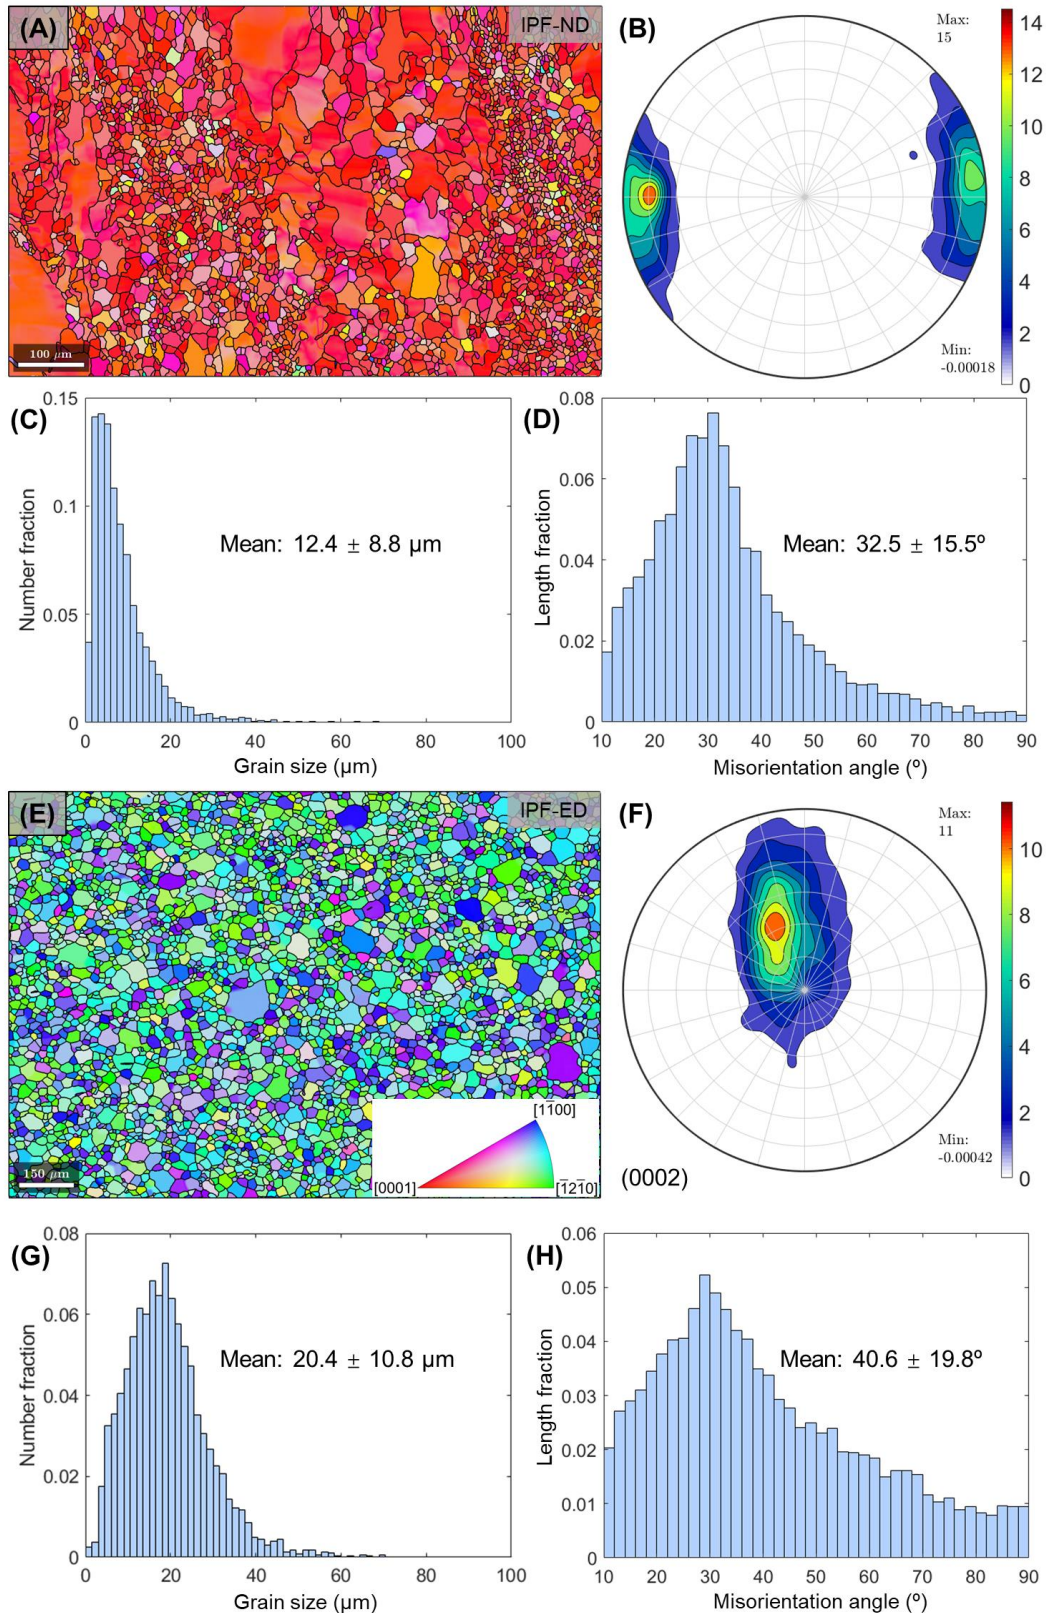 (A)
IPF-ND
100 μm
(B)
Max:
15
Min:
-0.00018
14
12
10
8
6
4
2
0
(C)
0.15
0.1
0.05
0
Number fraction
Mean: 12.4 ± 8.8 μm
0 20 40 60 80 100
Grain size (μm)
(D)
0.08
0.06
0.04
0.02
0
Length fraction
Mean: 32.5 ± 15.5º
10 20 30 40 50 60 70 80 90
Misorientation angle (º)
(E)
IPF-ED
150 μm
[1̅100]
[0001]
[1̅21̅0]
(F)
Max:
11
Min:
-0.00042
(0002)
10
8
6
4
2
0
(G)
0.08
0.06
0.04
0.02
0
Number fraction
Mean: 20.4 ± 10.8 μm
0 20 40 60 80 100
Grain size (μm)
(H)
0.06
0.05
0.04
0.03
0.02
0.01
0
Length fraction
Mean: 40.6 ± 19.8º
10 20 30 40 50 60 70 80 90
Misorientation angle (º)